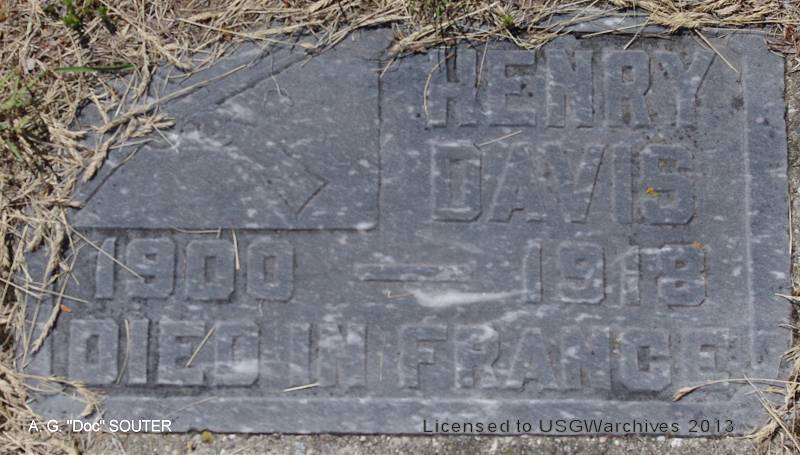 HENRY
DAVIS
1900 — 1918
DIED IN FRANCE
A. G. "Doc" SOUTER
Licensed to USGWarchives 2013